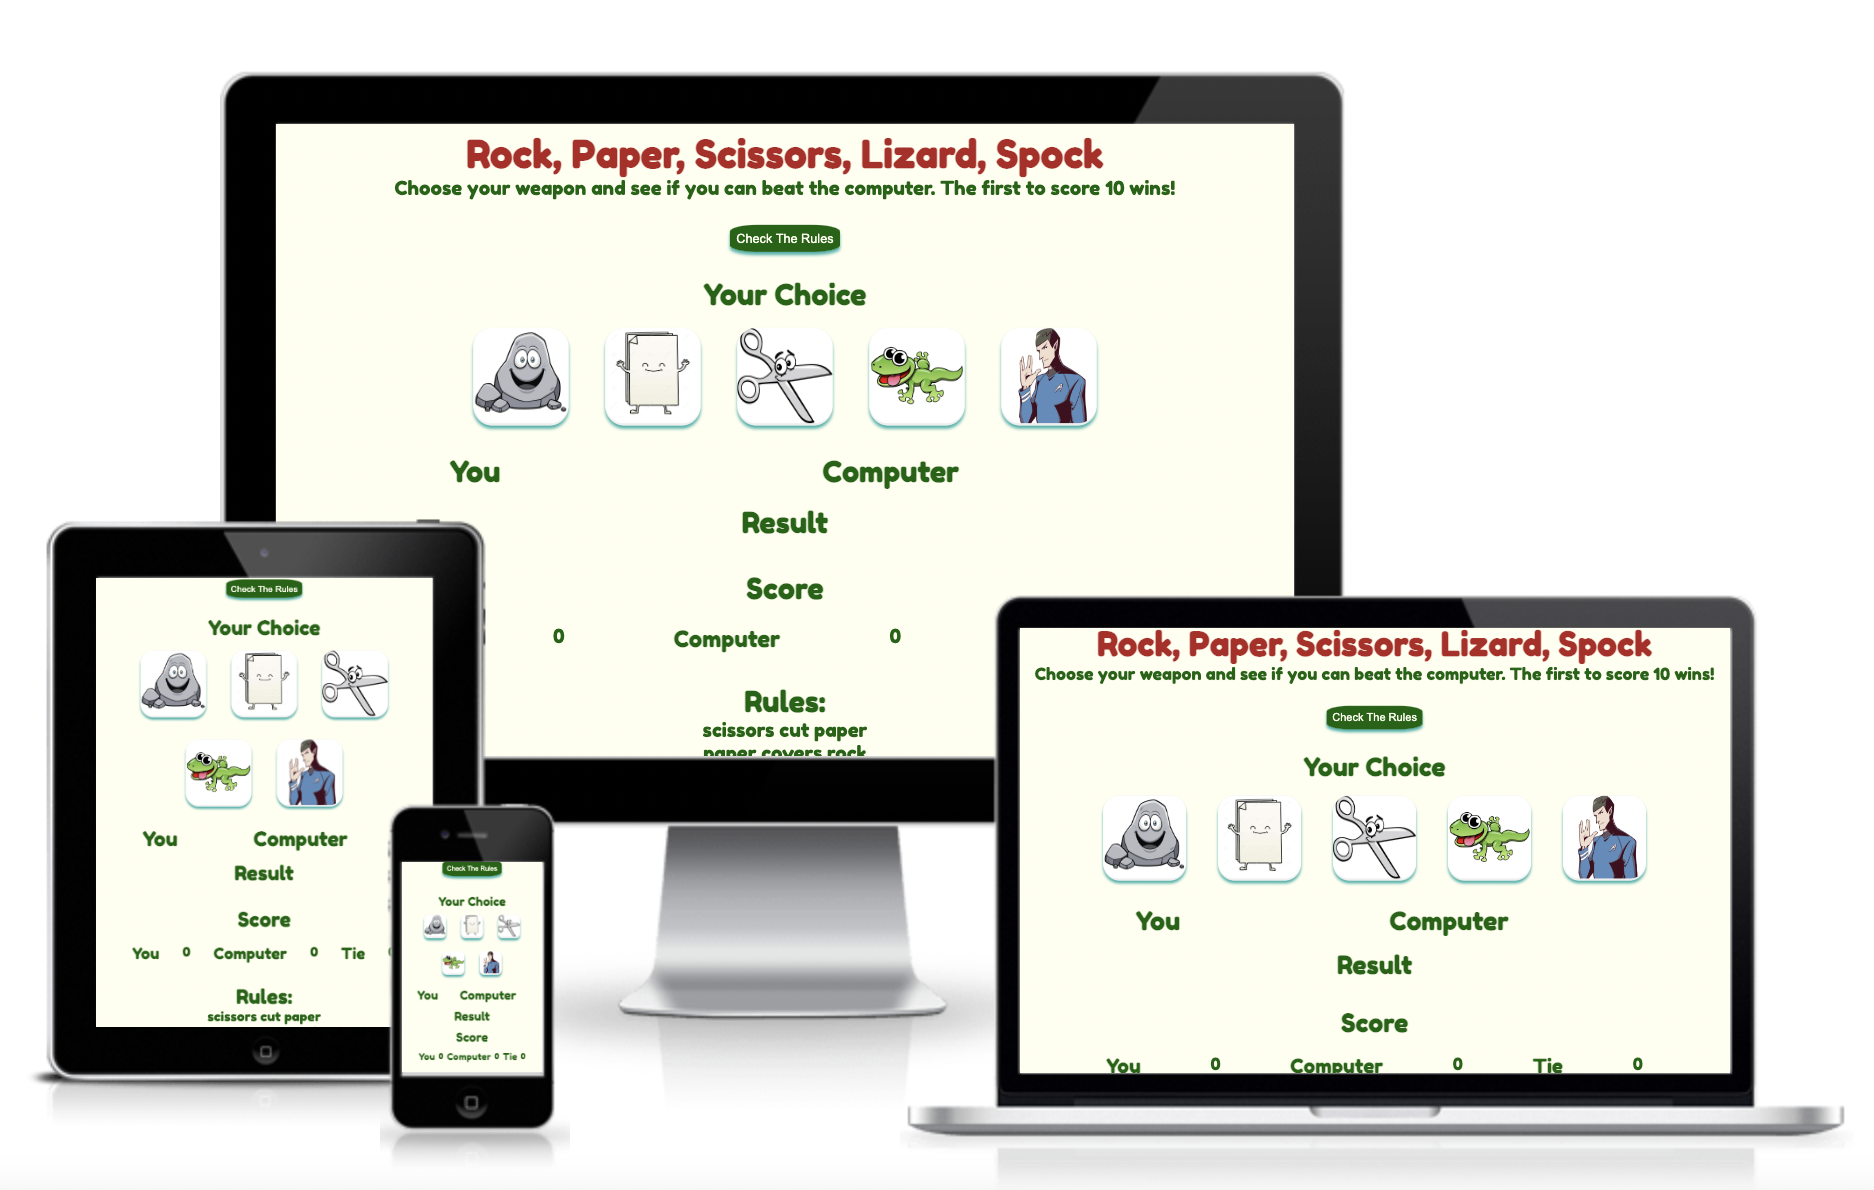 Rock, Paper, Scissors, Lizard, Spock
Choose your weapon and see if you can beat the computer. The first to score 10 wins!
Check The Rules
Your Choice
You Computer
Result
Score
0 Computer 0
Rules:
scissors cut paper
paper covers rock
Check The Rules
Your Choice
You Computer
Result
Score
You 0 Computer 0 Tie
Rules:
scissors cut paper
Check The Rules
Your Choice
You Computer
Result
Score
You 0 Computer 0 Tie 0
Rock, Paper, Scissors, Lizard, Spock
Choose your weapon and see if you can beat the computer. The first to score 10 wins!
Check The Rules
Your Choice
You Computer
Result
Score
You 0 Computer 0 Tie 0